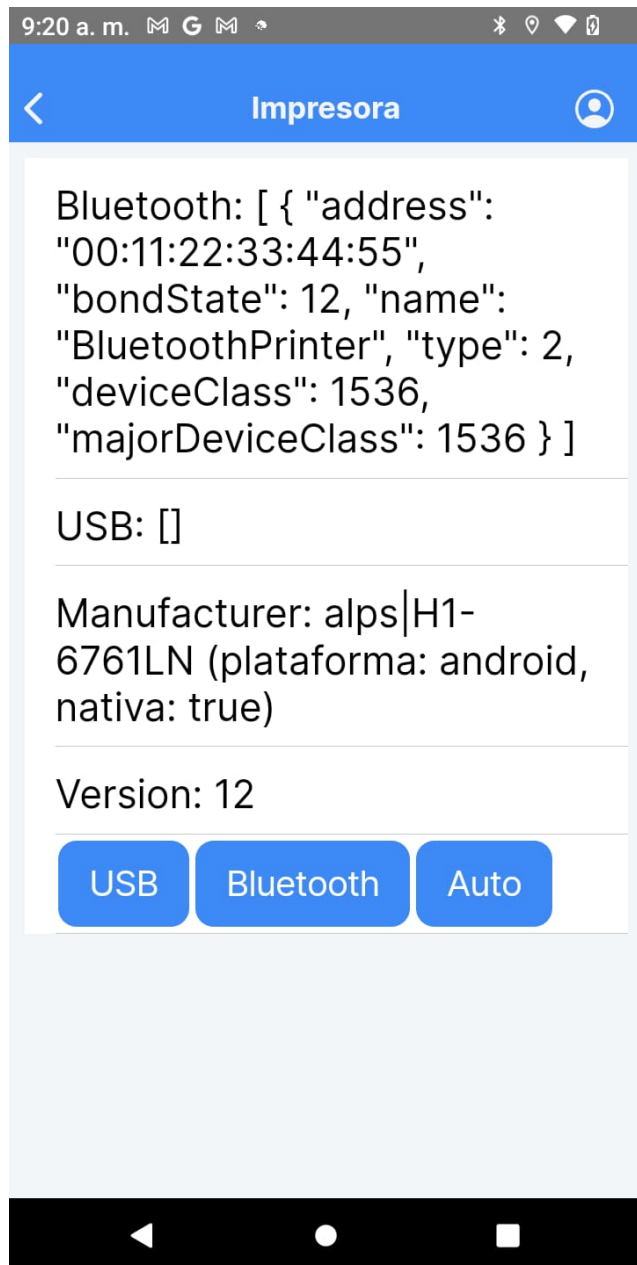 9:20 a. m.
Impresora
Bluetooth: [ { "address":
"00:11:22:33:44:55",
"bondState": 12, "name":
"BluetoothPrinter", "type": 2,
"deviceClass": 1536,
"majorDeviceClass": 1536 } ]
USB: []
Manufacturer: alps|H1-
6761LN (plataforma: android,
nativa: true)
Version: 12
USB Bluetooth Auto